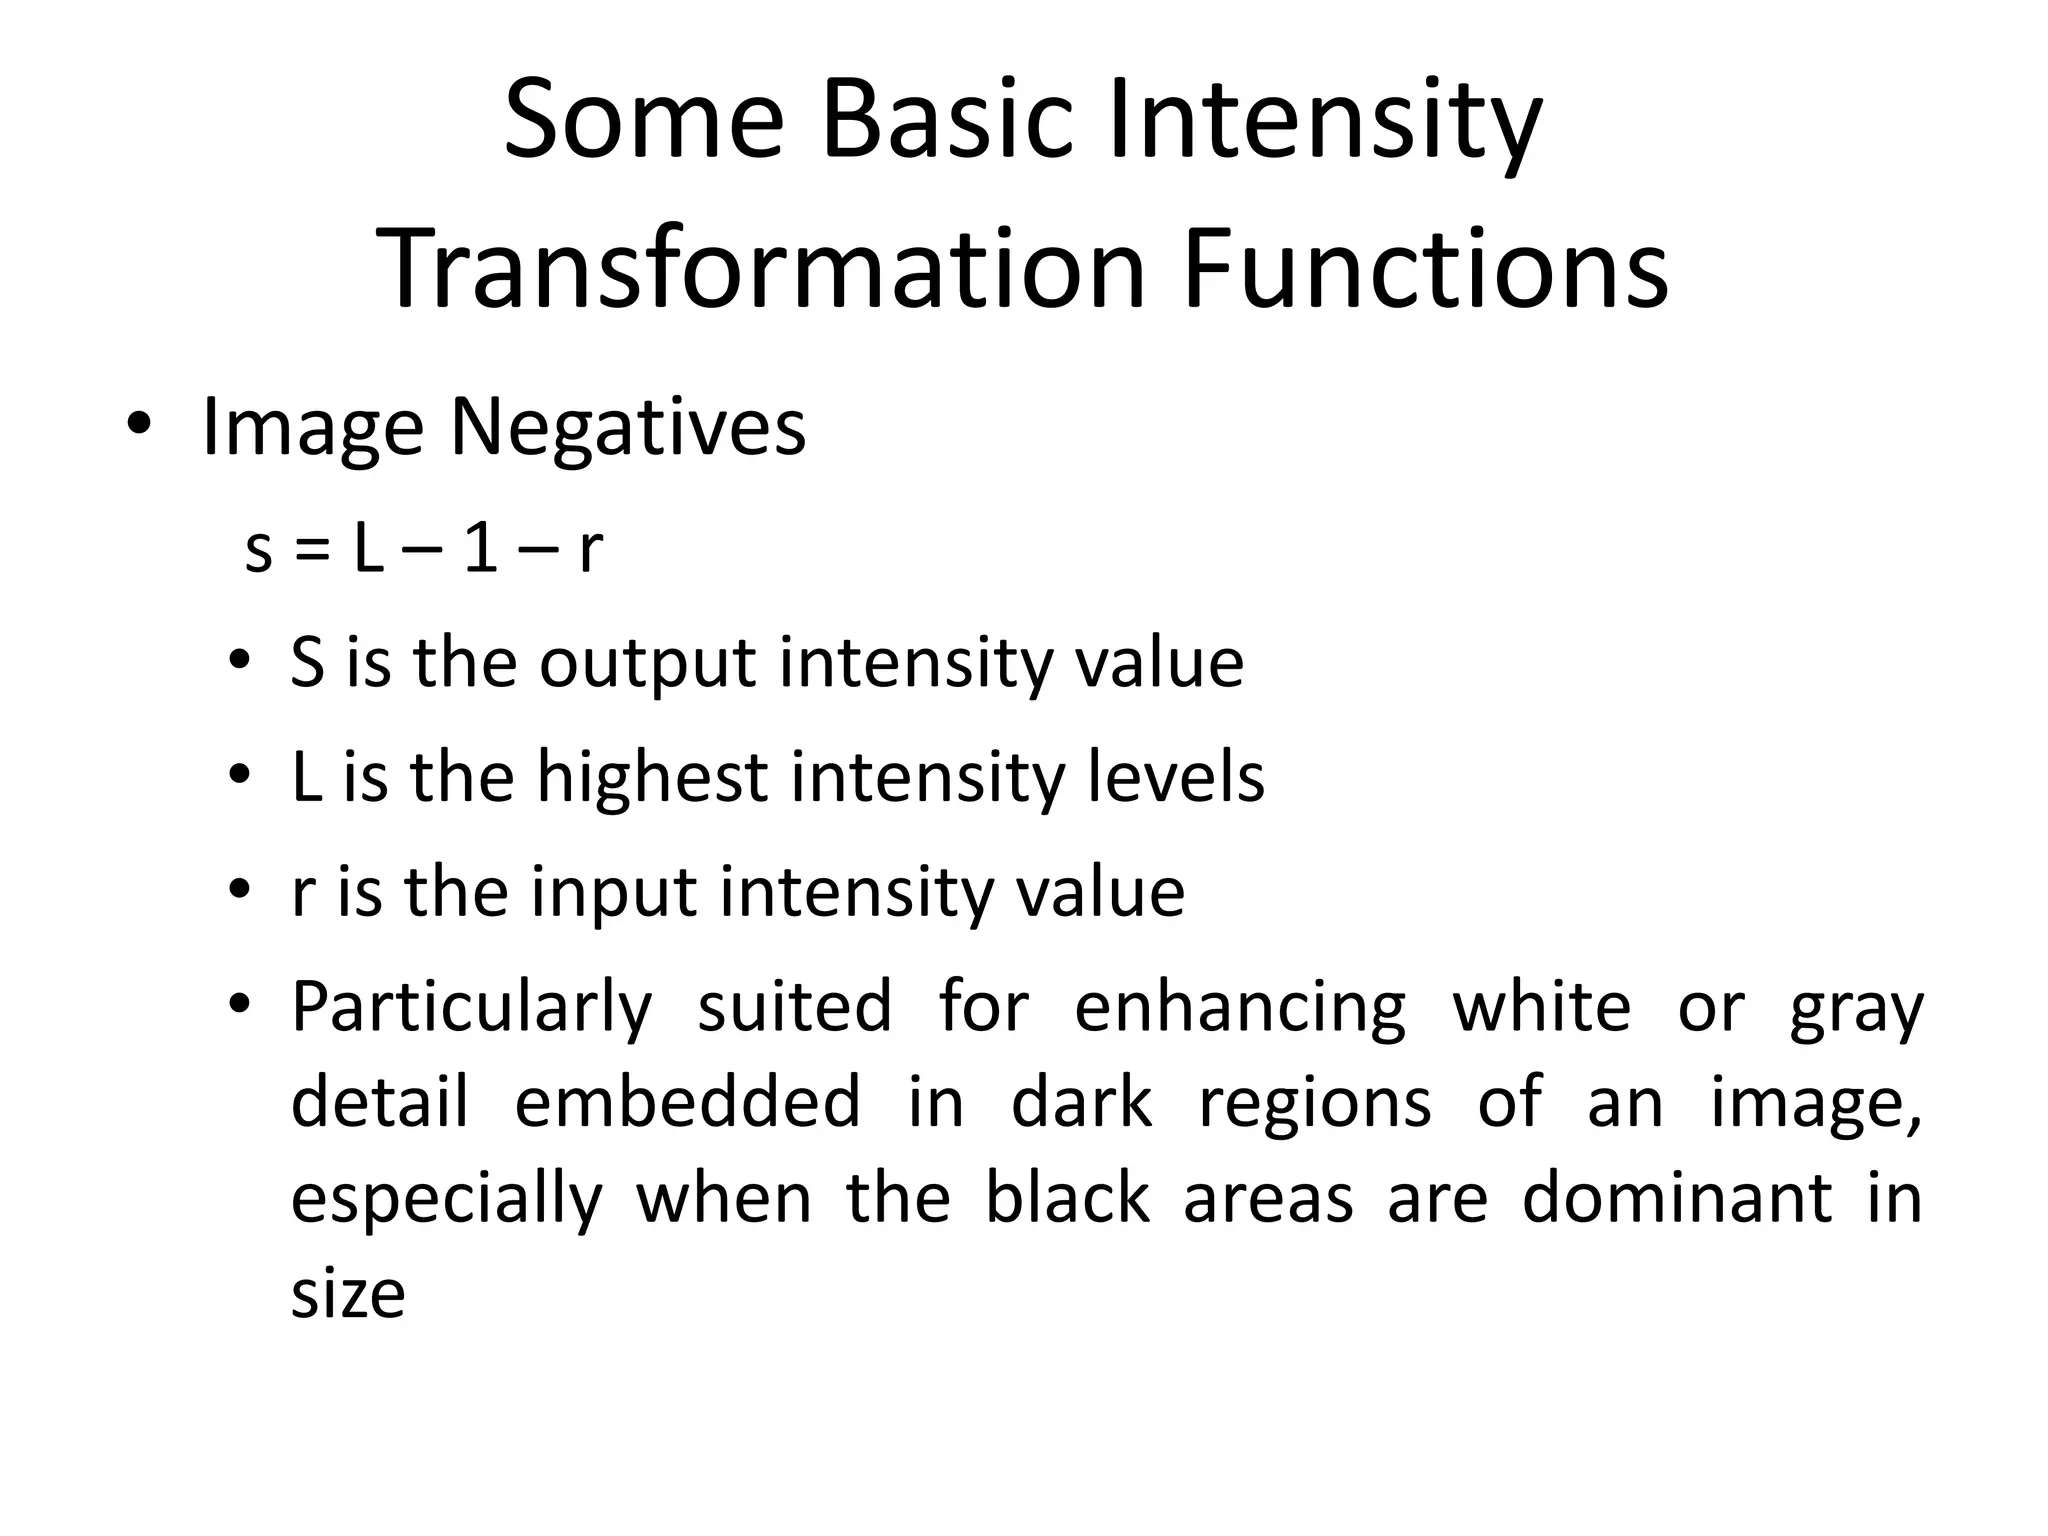 Some Basic Intensity
Transformation Functions
• Image Negatives
s = L – 1 – r
• S is the output intensity value
• L is the highest intensity levels
• r is the input intensity value
• Particularly suited for enhancing white or gray
detail embedded in dark regions of an image,
especially when the black areas are dominant in
size